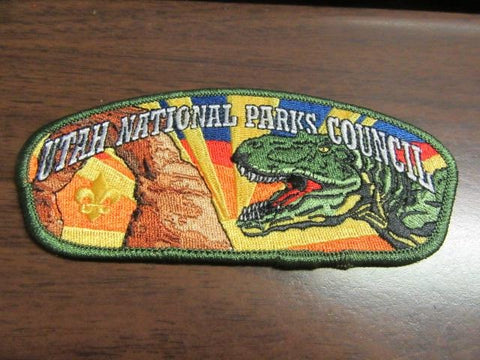 UTAH NATIONAL PARKS COUNCIL